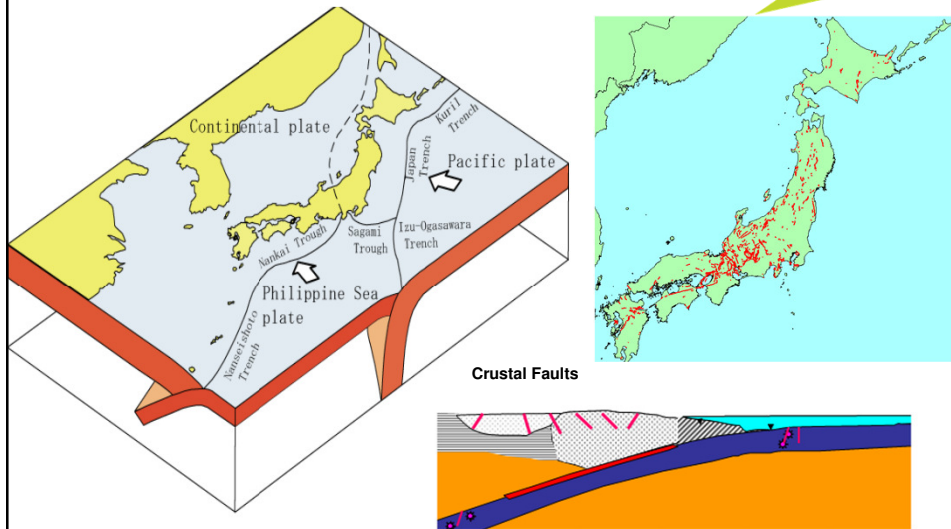 Continental plate
Kuril
Trench
Japan
Trench
Pacific plate
Nankai Trough
Sagami
Trough
Izu-Ogasawara
Trench
Philippine Sea
plate
Nanseishoto
Trench
Crustal Faults